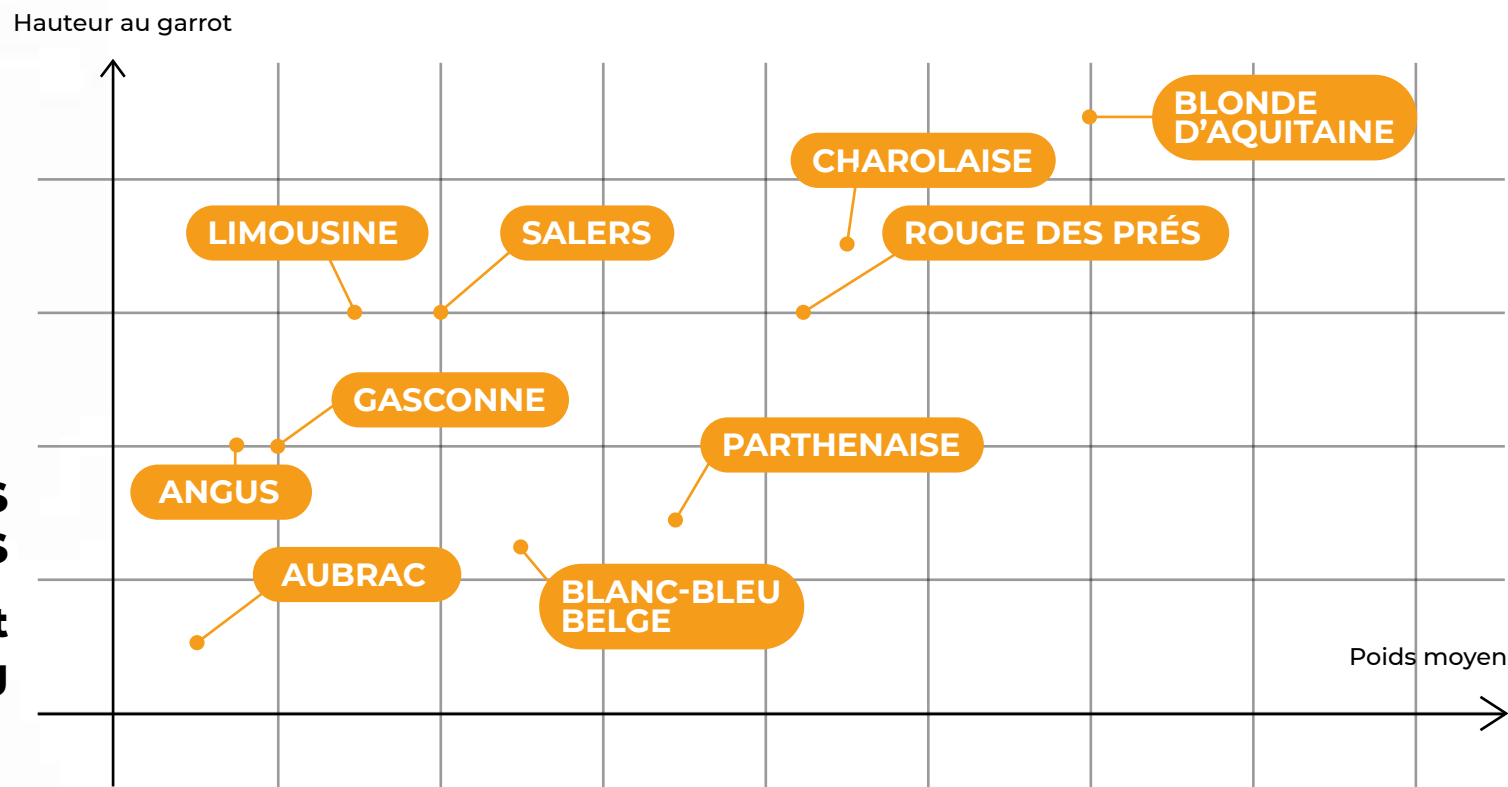 Hauteur au garrot
BLONDE
D’AQUITAINE
CHAROLAISE
LIMOUSINE
SALERS
ROUGE DES PRÉS
GASCONNE
PARTHENAISE
ANGUS
AUBRAC
BLANC-BLEU
BELGE
Poids moyen